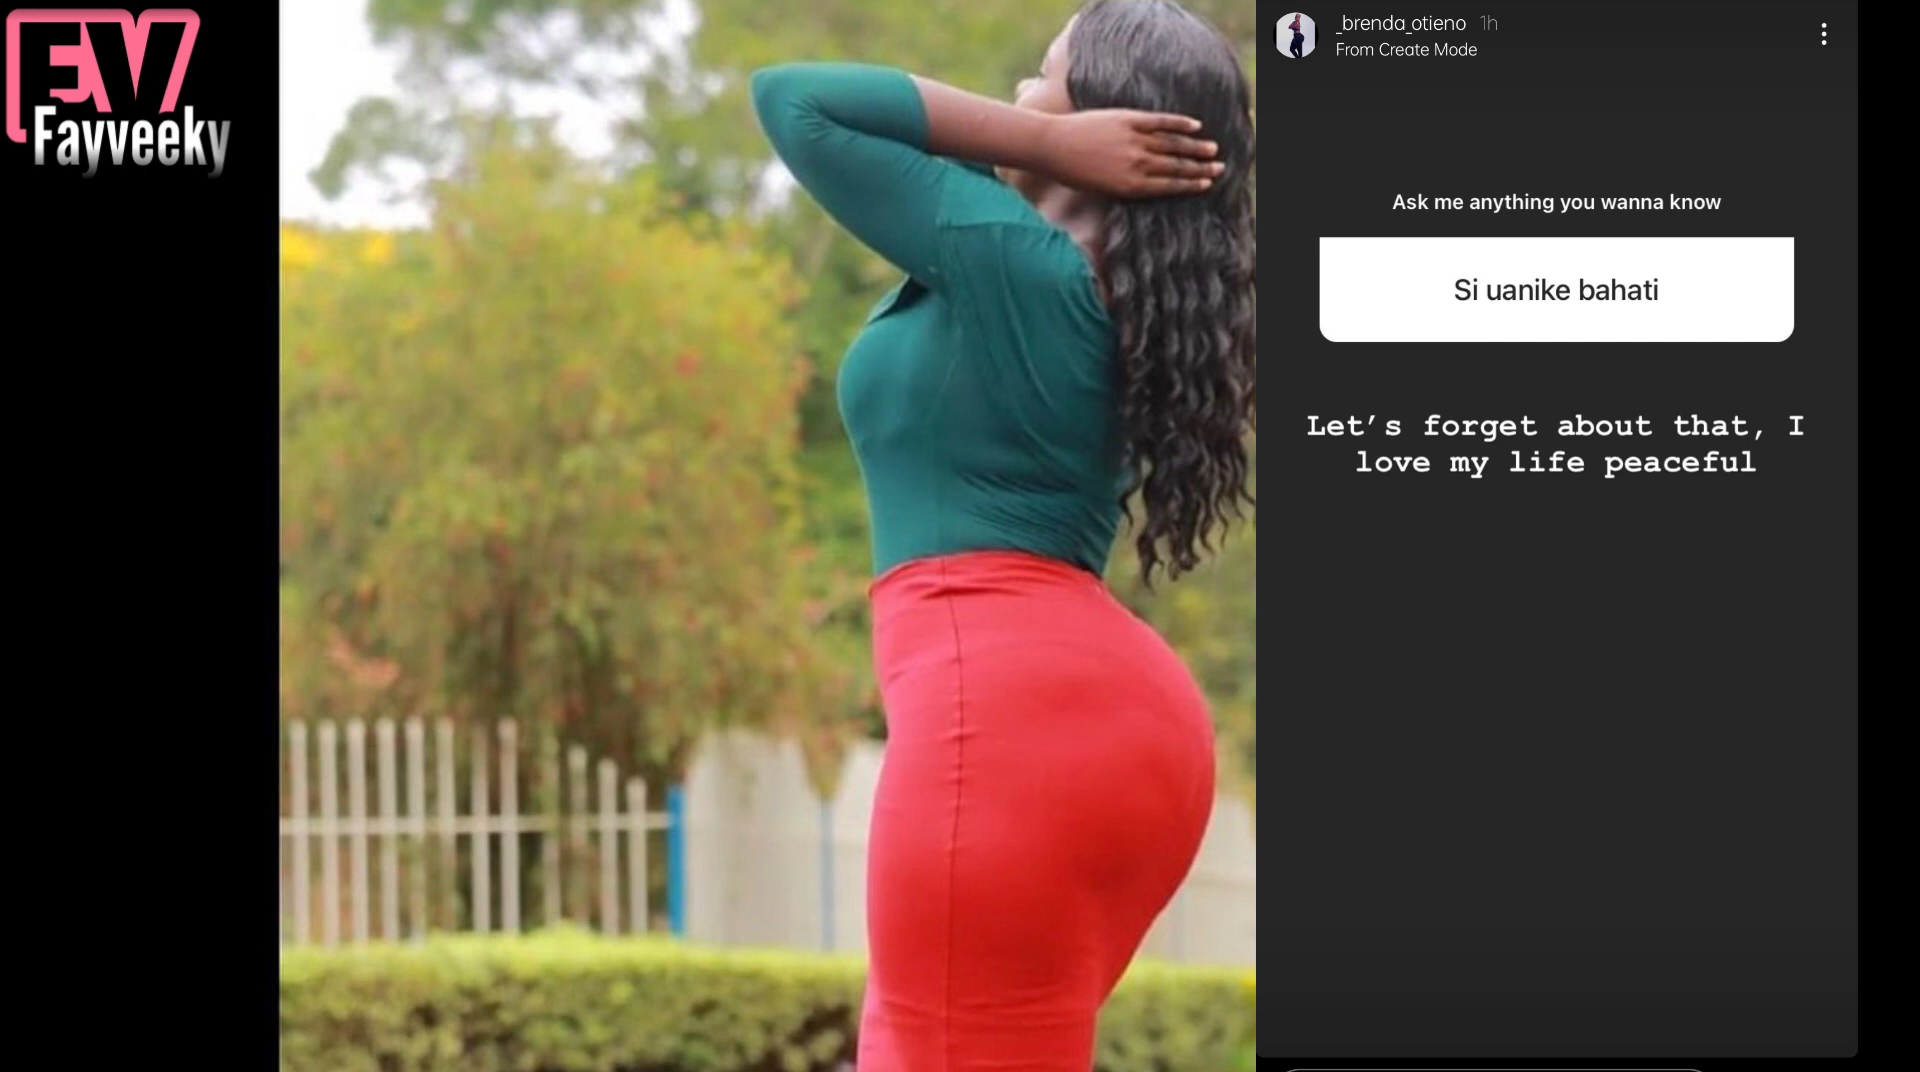 EV
Fayveeky
_brenda_otieno 1h
From Create Mode
Ask me anything you wanna know
Si uanike bahati
Let's forget about that, I
love my life peaceful